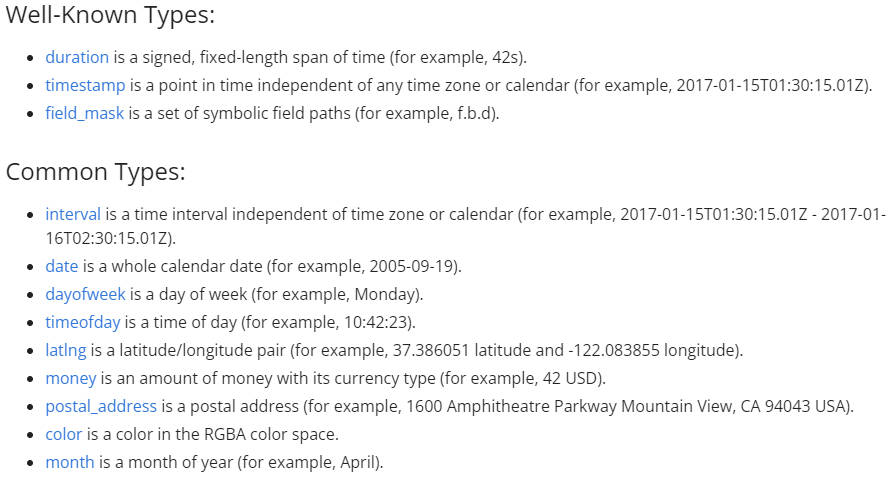 Well-Known Types:
duration is a signed, fixed-length span of time (for example, 42s).
timestamp is a point in time independent of any time zone or calendar (for example, 2017-01-15T01:30:15.01Z).
field_mask is a set of symbolic field paths (for example, f.b.d).
Common Types:
interval is a time interval independent of time zone or calendar (for example, 2017-01-15T01:30:15.01Z - 2017-01-
16T02:30:15.01Z).
date is a whole calendar date (for example, 2005-09-19).
dayofweek is a day of week (for example, Monday).
timeofday is a time of day (for example, 10:42:23).
latlng is a latitude/longitude pair (for example, 37.386051 latitude and -122.083855 longitude).
money is an amount of money with its currency type (for example, 42 USD).
postal_address is a postal address (for example, 1600 Amphitheatre Parkway Mountain View, CA 94043 USA).
color is a color in the RGBA color space.
month is a month of year (for example, April).